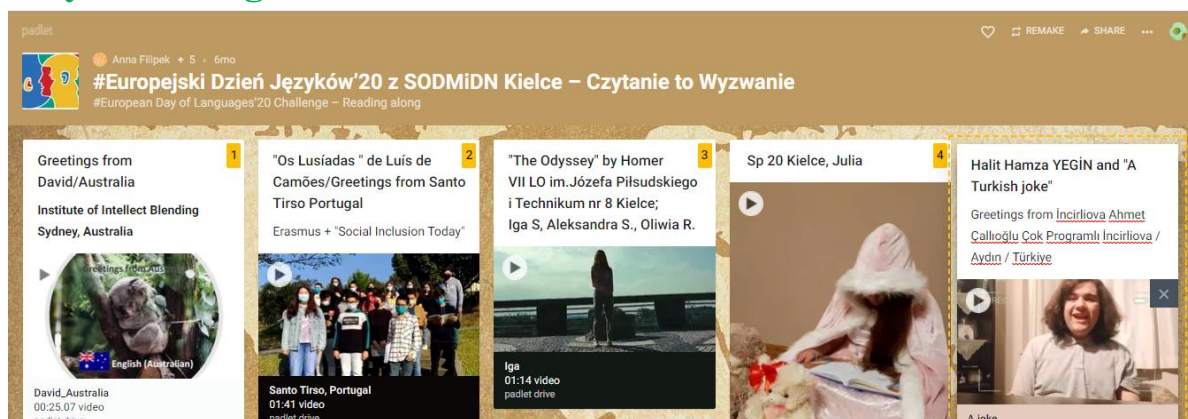 padlet
REMAKE
SHARE
Anna Filipek + 5 • 6mo
#Europejski Dzień Języków'20 z SODMiDN Kielce – Czytanie to Wyzwanie
#European Day of Languages'20 Challenge – Reading along
1
Greetings from
David/Australia
Institute of Intellect Blending
Sydney, Australia
Greetings from Australia
English (Australian)
David_Australia
00:25.07 video
padlet drive
2
"Os Lusíadas " de Luís de
Camões/Greetings from Santo
Tirso Portugal
Erasmus + "Social Inclusion Today"
Santo Tirso, Portugal
01:41 video
padlet drive
3
"The Odyssey" by Homer
VII LO im.Józefa Piłsudskiego
i Technikum nr 8 Kielce;
Iga S, Aleksandra S., Oliwia R.
Iga
01:14 video
padlet drive
4
Sp 20 Kielce, Julia
Halit Hamza YEGİN and "A
Turkish joke"
Greetings from İncirliova Ahmet
Çallıoğlu Çok Programlı İncirliova /
Aydın / Türkiye
A joke